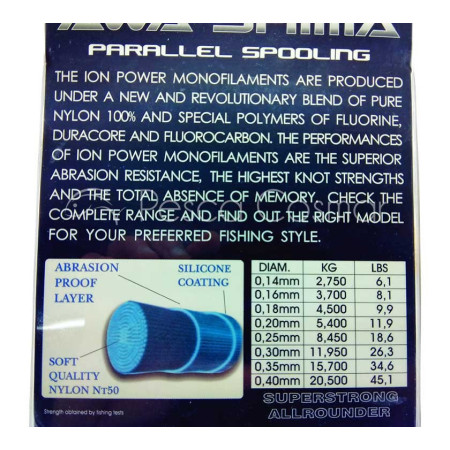 AWA SHIMA
PARALLEL SPOOLING
THE ION POWER MONOFILAMENTS ARE PRODUCED
UNDER A NEW AND REVOLUTIONARY BLEND OF PURE
NYLON 100% AND SPECIAL POLYMERS OF FLUORINE,
DURACORE AND FLUOROCARBON. THE PERFORMANCES
OF ION POWER MONOFILAMENTS ARE THE SUPERIOR
ABRASION RESISTANCE, THE HIGHEST KNOT STRENGTHS
AND THE TOTAL ABSENCE OF MEMORY. CHECK THE
Pesca Cosmar
COMPLETE RANGE AND FIND OUT THE RIGHT MODEL
FOR YOUR PREFERRED FISHING STYLE.
ABRASION
PROOF
LAYER
SILICONE
COATING
SOFT
QUALITY
NYLON NT50
DIAM. KG LBS
0,14mm 2,750 6,1
0,16mm 3,700 8,1
0,18mm 4,500 9,9
0,20mm 5,400 11,9
0,25mm 8,450 18,6
0,30mm 11,950 26,3
0,35mm 15,700 34,6
0,40mm 20,500 45,1
Strength obtained by fishing tests
SUPERSTRONG
ALLROUNDER